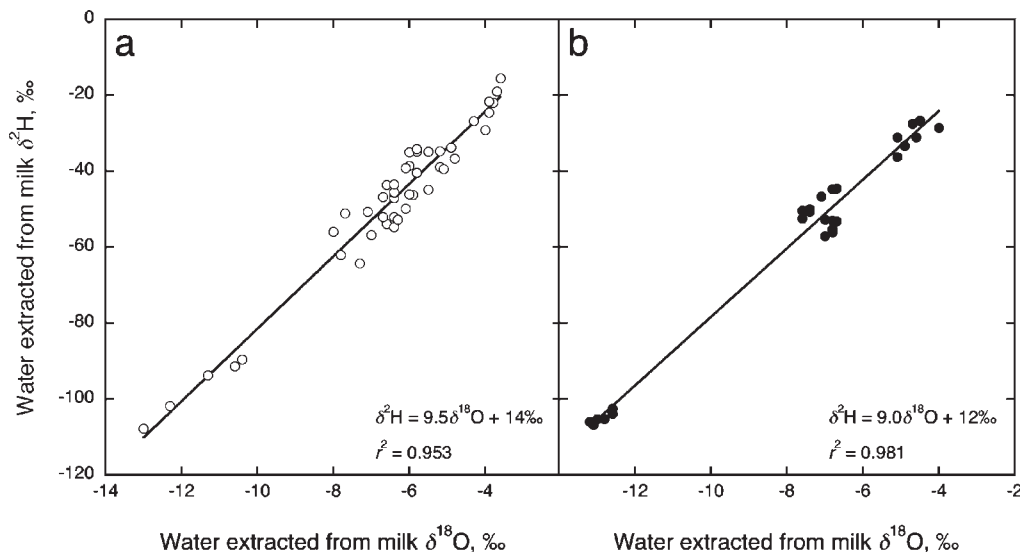 a
b
0
-20
-40
-60
-80
-100
-120
Water extracted from milk δ²H, ‰
δ²H = 9.5δ¹⁸O + 14‰
r² = 0.953
δ²H = 9.0δ¹⁸O + 12‰
r² = 0.981
-14 -12 -10 -8 -6 -4 -12 -10 -8 -6 -4 -2
Water extracted from milk δ¹⁸O, ‰ Water extracted from milk δ¹⁸O, ‰